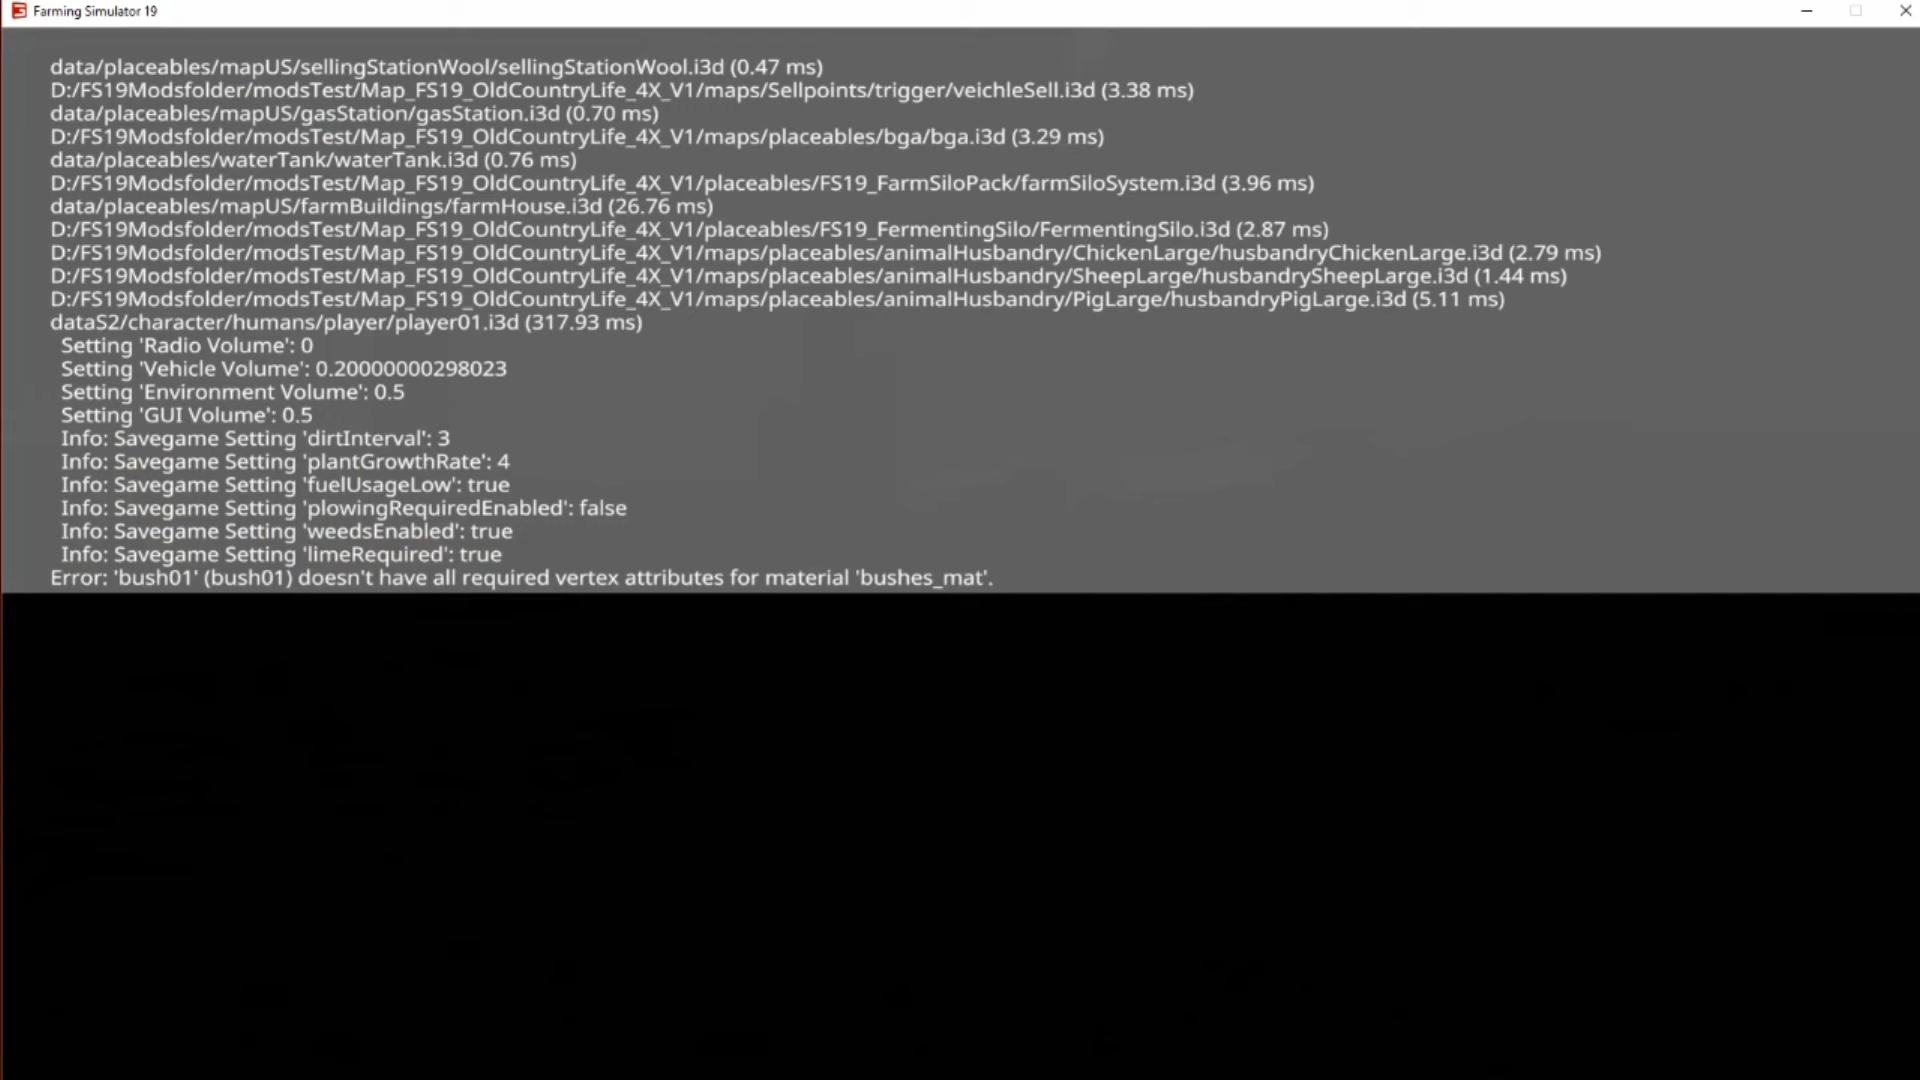 Farming Simulator 19
data/placeables/mapUS/sellingStationWool/sellingStationWool.i3d (0.47 ms)
D:/FS19Modsfolder/modsTest/Map_FS19_OldCountryLife_4X_V1/maps/Sellpoints/trigger/veichleSell.i3d (3.38 ms)
data/placeables/mapUS/gasStation/gasStation.i3d (0.70 ms)
D:/FS19Modsfolder/modsTest/Map_FS19_OldCountryLife_4X_V1/maps/placeables/bga/bga.i3d (3.29 ms)
data/placeables/waterTank/waterTank.i3d (0.76 ms)
D:/FS19Modsfolder/modsTest/Map_FS19_OldCountryLife_4X_V1/placeables/FS19_FarmSiloPack/farmSiloSystem.i3d (3.96 ms)
data/placeables/mapUS/farmBuildings/farmHouse.i3d (26.76 ms)
D:/FS19Modsfolder/modsTest/Map_FS19_OldCountryLife_4X_V1/placeables/FS19_FermentingSilo/FermentingSilo.i3d (2.87 ms)
D:/FS19Modsfolder/modsTest/Map_FS19_OldCountryLife_4X_V1/maps/placeables/animalHusbandry/ChickenLarge/husbandryChickenLarge.i3d (2.79 ms)
D:/FS19Modsfolder/modsTest/Map_FS19_OldCountryLife_4X_V1/maps/placeables/animalHusbandry/SheepLarge/husbandrySheepLarge.i3d (1.44 ms)
D:/FS19Modsfolder/modsTest/Map_FS19_OldCountryLife_4X_V1/maps/placeables/animalHusbandry/PigLarge/husbandryPigLarge.i3d (5.11 ms)
dataS2/character/humans/player/player01.i3d (317.93 ms)
Setting 'Radio Volume': 0
Setting 'Vehicle Volume': 0.20000000298023
Setting 'Environment Volume': 0.5
Setting 'GUI Volume': 0.5
Info: Savegame Setting 'dirtInterval': 3
Info: Savegame Setting 'plantGrowthRate': 4
Info: Savegame Setting 'fuelUsageLow': true
Info: Savegame Setting 'plowingRequiredEnabled': false
Info: Savegame Setting 'weedsEnabled': true
Info: Savegame Setting 'limeRequired': true
Error: 'bush01' (bush01) doesn't have all required vertex attributes for material 'bushes_mat'.